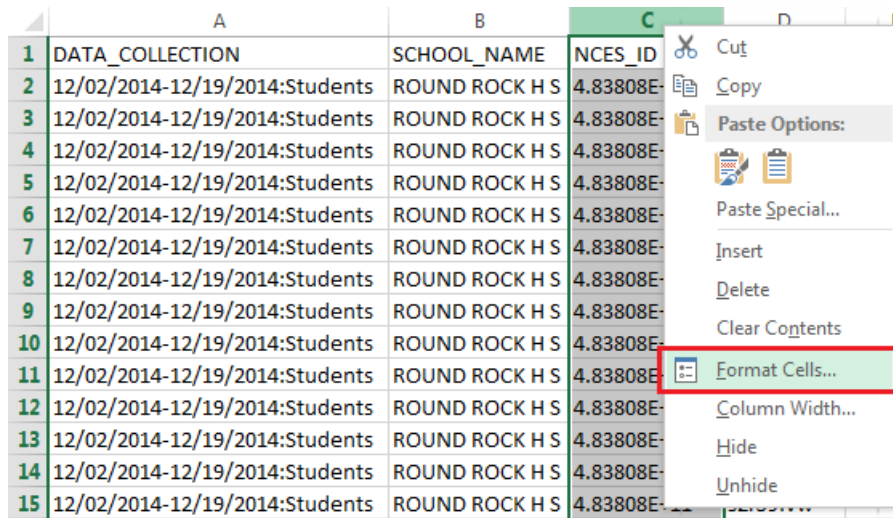 A B C D
1 DATA_COLLECTION SCHOOL_NAME NCES_ID
2 12/02/2014-12/19/2014:Students ROUND ROCK H S 4.83808E+
3 12/02/2014-12/19/2014:Students ROUND ROCK H S 4.83808E+
4 12/02/2014-12/19/2014:Students ROUND ROCK H S 4.83808E+
5 12/02/2014-12/19/2014:Students ROUND ROCK H S 4.83808E+
6 12/02/2014-12/19/2014:Students ROUND ROCK H S 4.83808E+
7 12/02/2014-12/19/2014:Students ROUND ROCK H S 4.83808E+
8 12/02/2014-12/19/2014:Students ROUND ROCK H S 4.83808E+
9 12/02/2014-12/19/2014:Students ROUND ROCK H S 4.83808E+
10 12/02/2014-12/19/2014:Students ROUND ROCK H S 4.83808E+
11 12/02/2014-12/19/2014:Students ROUND ROCK H S 4.83808E
12 12/02/2014-12/19/2014:Students ROUND ROCK H S 4.83808E+
13 12/02/2014-12/19/2014:Students ROUND ROCK H S 4.83808E+
14 12/02/2014-12/19/2014:Students ROUND ROCK H S 4.83808E+
15 12/02/2014-12/19/2014:Students ROUND ROCK H S 4.83808E+11
Cut
Copy
Paste Options:
Paste Special...
Insert
Delete
Clear Contents
Format Cells...
Column Width...
Hide
Unhide